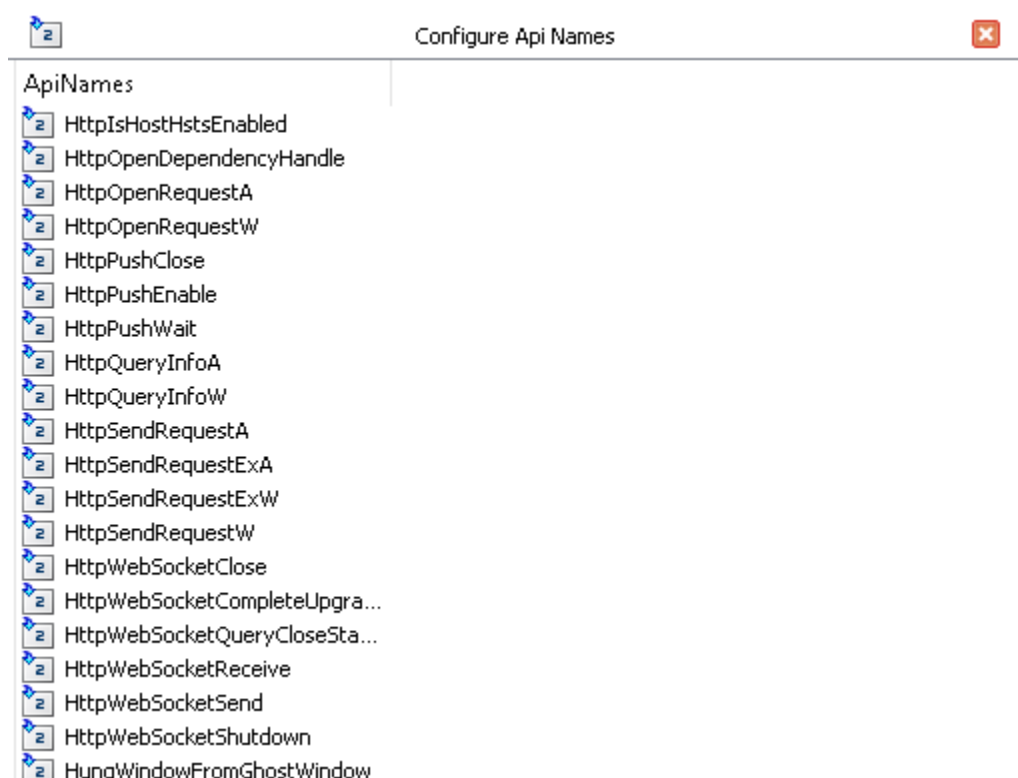 Configure Api Names
ApiNames
HttpIsHostHstsEnabled
HttpOpenDependencyHandle
HttpOpenRequestA
HttpOpenRequestW
HttpPushClose
HttpPushEnable
HttpPushWait
HttpQueryInfoA
HttpQueryInfoW
HttpSendRequestA
HttpSendRequestExA
HttpSendRequestExW
HttpSendRequestW
HttpWebSocketClose
HttpWebSocketCompleteUpgra...
HttpWebSocketQueryCloseSta...
HttpWebSocketReceive
HttpWebSocketSend
HttpWebSocketShutdown
HungWindowFromGhostWindow